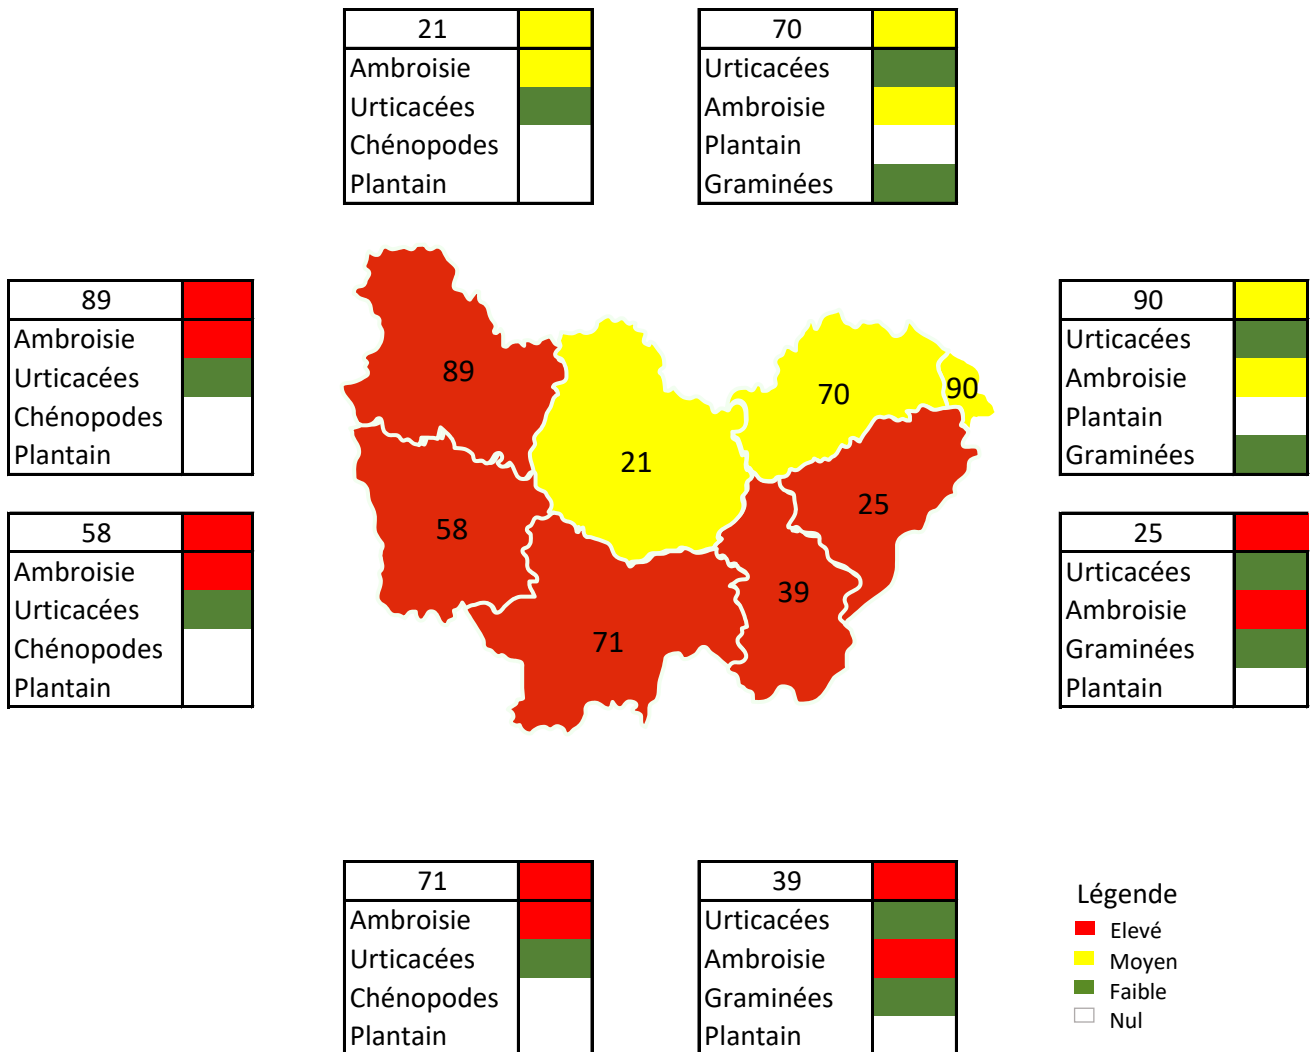 21
Ambroisie
Urticacées
Chénopodes
Plantain
70
Urticacées
Ambroisie
Plantain
Graminées
89
Ambroisie
Urticacées
Chénopodes
Plantain
90
Urticacées
Ambroisie
Plantain
Graminées
58
Ambroisie
Urticacées
Chénopodes
Plantain
25
Urticacées
Ambroisie
Graminées
Plantain
89
70
90
21
25
58
39
71
71
Ambroisie
Urticacées
Chénopodes
Plantain
39
Urticacées
Ambroisie
Graminées
Plantain
Légende
Elevé
Moyen
Faible
Nul